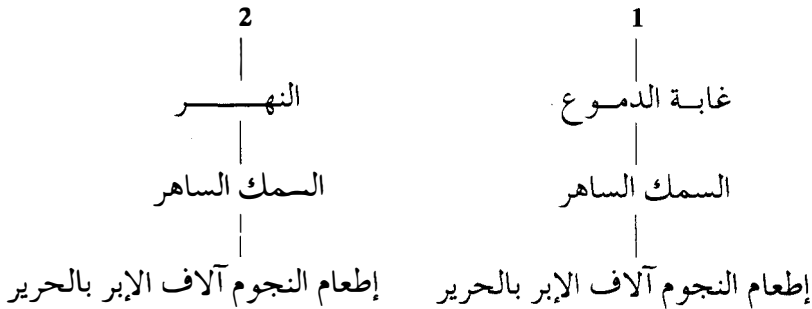 1 2
غابة الدموع النهر
السمك الساهر السمك الساهر
إطعام النجوم آلاف الإبر بالحرير إطعام النجوم آلاف الإبر بالحرير